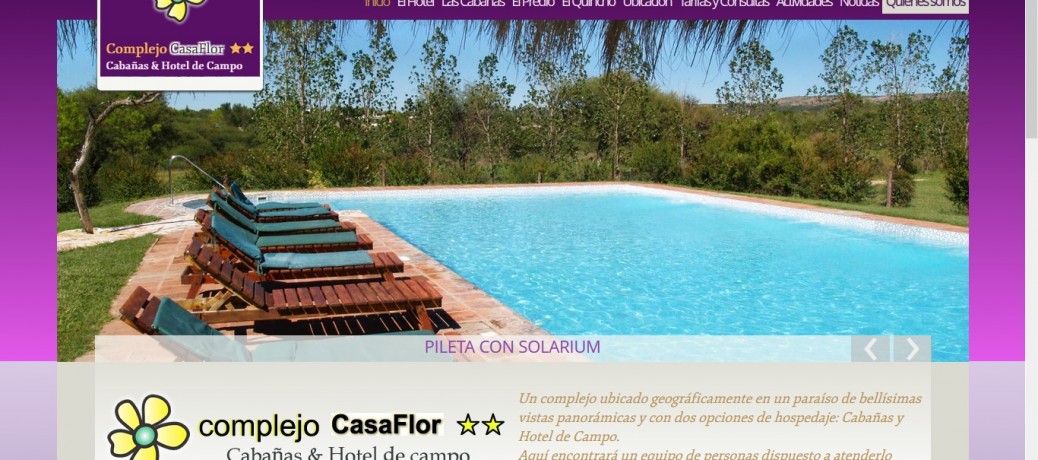 Inicio El Hotel Las Cabañas El Predio El Quincho Ubicación Tarifas y Consultas Actividades Noticias Quienes somos
Complejo CasaFlor
Cabañas & Hotel de Campo
PILETA CON SOLARIUM
complejo CasaFlor
Cabañas & Hotel de campo
Un complejo ubicado geográficamente en un paraíso de bellísimas
vistas panorámicas y con dos opciones de hospedaje: Cabañas y
Hotel de Campo.
Aquí encontrará un equipo de personas dispuesto a atenderlo